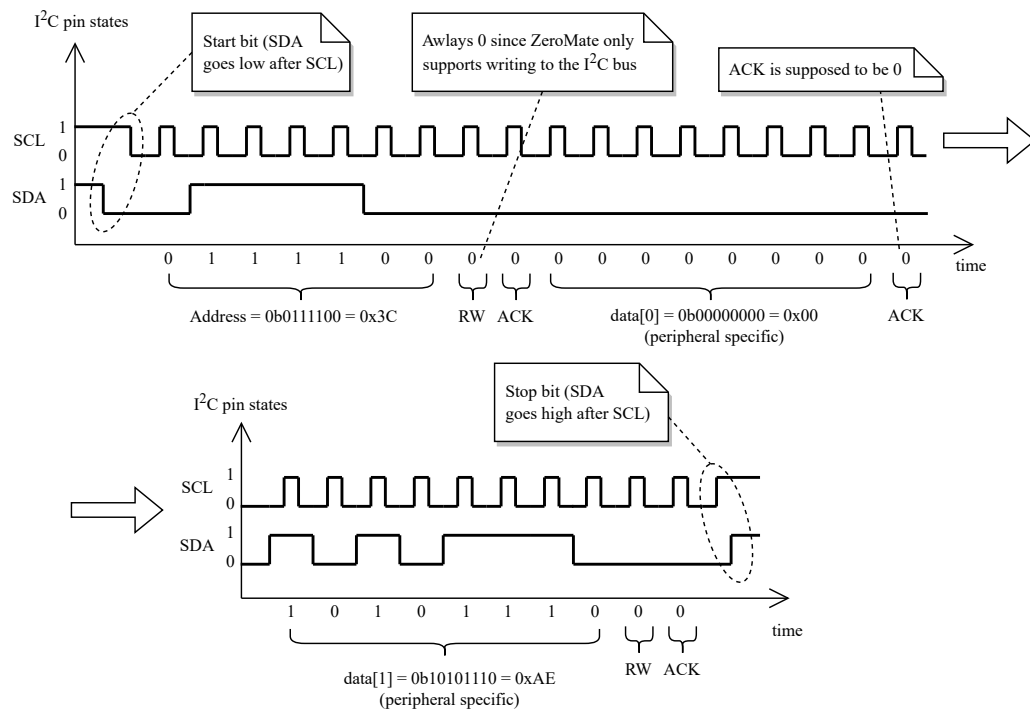 I²C pin states
Start bit (SDA
goes low after SCL)
Awlays 0 since ZeroMate only
supports writing to the I²C bus
ACK is supposed to be 0
SCL 1
0
SDA 1
0
0 1 1 1 1 0 0 0 0 0 0 0 0 0 0 0 0 0
time
Address = 0b0111100 = 0x3C
RW
ACK
data[0] = 0b00000000 = 0x00
(peripheral specific)
ACK
I²C pin states
Stop bit (SDA
goes high after SCL)
SCL 1
0
SDA 1
0
1 0 1 0 1 1 1 0 0 0
time
data[1] = 0b10101110 = 0xAE
(peripheral specific)
RW
ACK